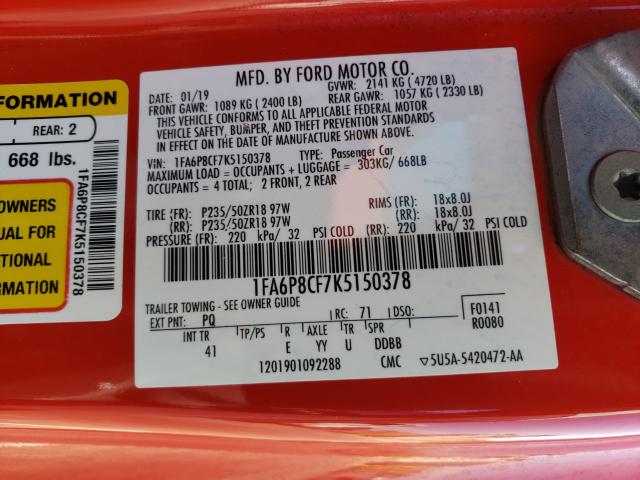 FORMATION
REAR: 2
668 lbs.
OWNERS
UAL FOR
TIONAL
ORMATION
1FA6P8CF7K5150378
MFD. BY FORD MOTOR CO.
DATE: 01/19 GVWR: 2141 KG ( 4720 LB)
FRONT GAWR: 1089 KG ( 2400 LB) REAR GAWR: 1057 KG ( 2330 LB)
THIS VEHICLE CONFORMS TO ALL APPLICABLE FEDERAL MOTOR
VEHICLE SAFETY, BUMPER, AND THEFT PREVENTION STANDARDS
IN EFFECT ON THE DATE OF MANUFACTURE SHOWN ABOVE.
VIN: 1FA6P8CF7K5150378 TYPE: Passenger Car
MAXIMUM LOAD = OCCUPANTS + LUGGAGE = 303KG/ 668LB
OCCUPANTS = 4 TOTAL; 2 FRONT, 2 REAR
TIRE (FR): P235/50ZR18 97W RIMS (FR): 18x8.0J
(RR): P235/50ZR18 97W (RR): 18x8.0J
PRESSURE (FR): 220 kPa/ 32 PSI COLD (RR): 220 kPa/ 32 PSI COLD
1FA6P8CF7K5150378
TRAILER TOWING - SEE OWNER GUIDE
EXT PNT: PQ RC: 71 DSO: F0141
INT TR TP/PS R AXLE TR SPR R0080
41 E YY U DDBB
1201901092288 CMC ▽5U5A-5420472-AA